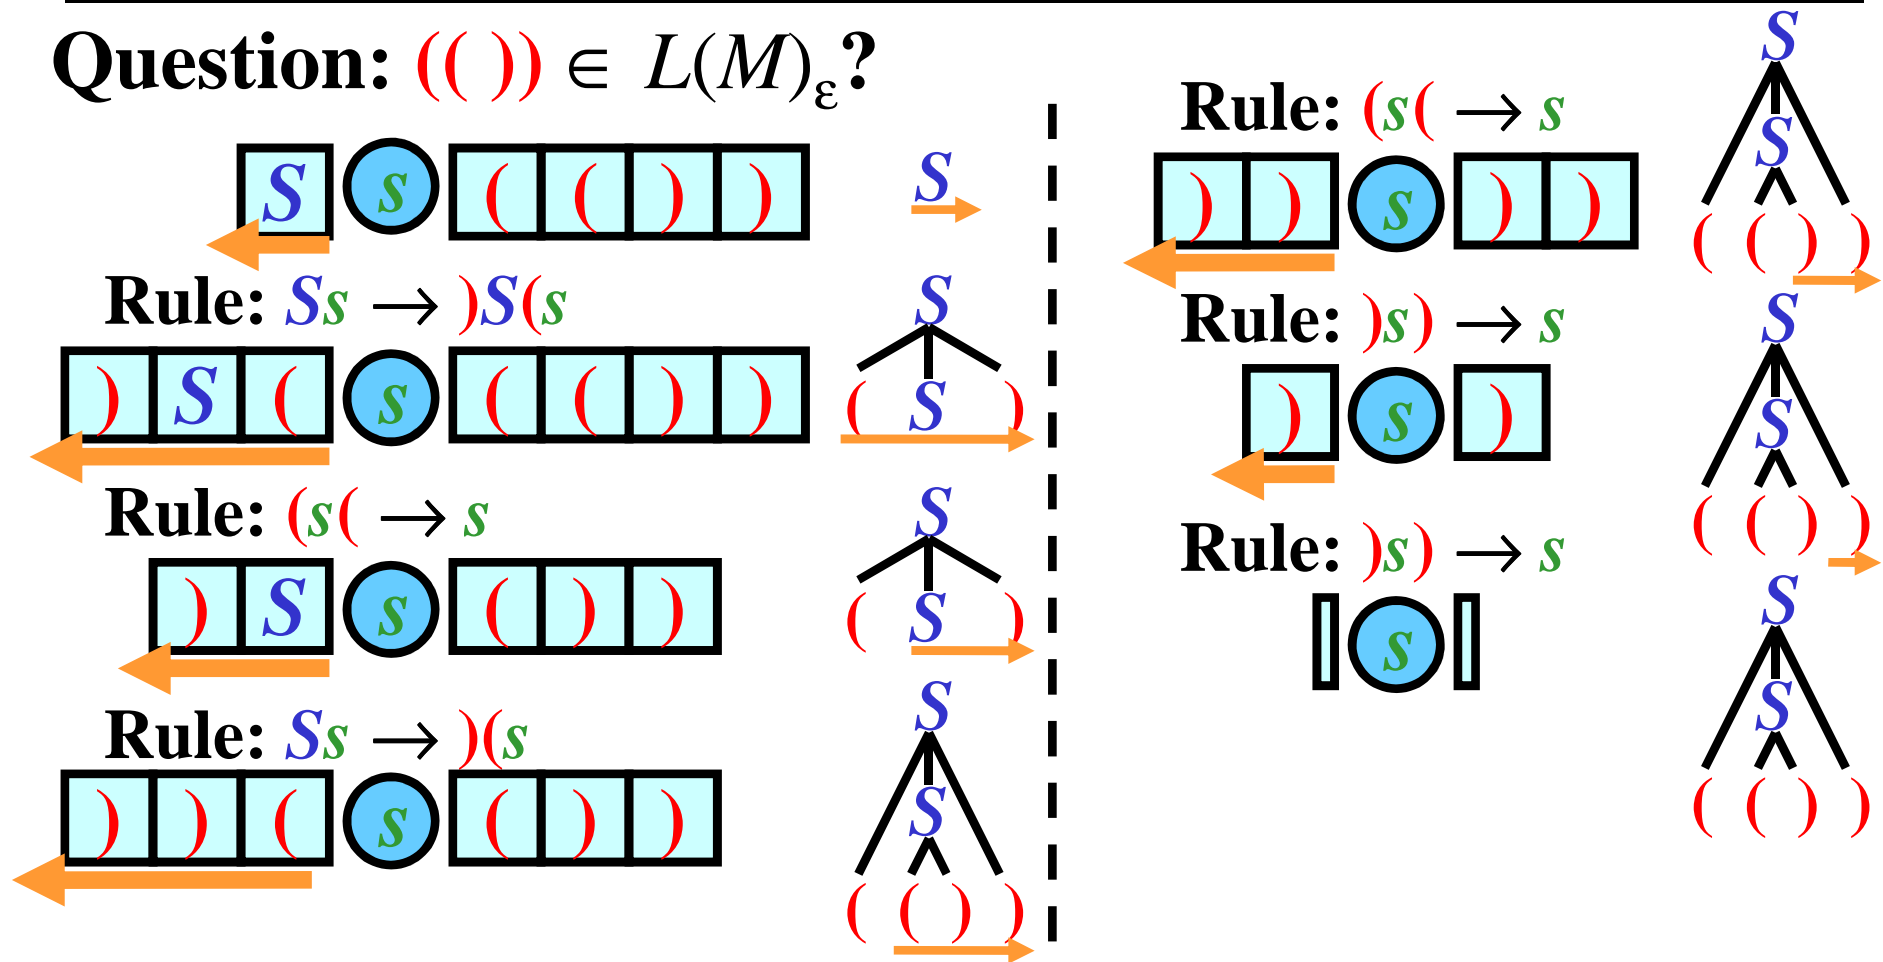 Question: (( )) ∈ L(M)ε?
S s ( ( ) )
S
Rule: Ss → )S(s
) S ( s ( ( ) )
S
( S )
Rule: (s( → s
) S s ( ) )
S
( S )
Rule: Ss → )(s
) ) ( s ( ) )
S
S
( ( ) )
Rule: (s( → s
) ) s ) )
S
S
( ( ) )
Rule: )s) → s
) s )
S
S
( ( ) )
Rule: )s) → s
s
S
S
( ( ) )